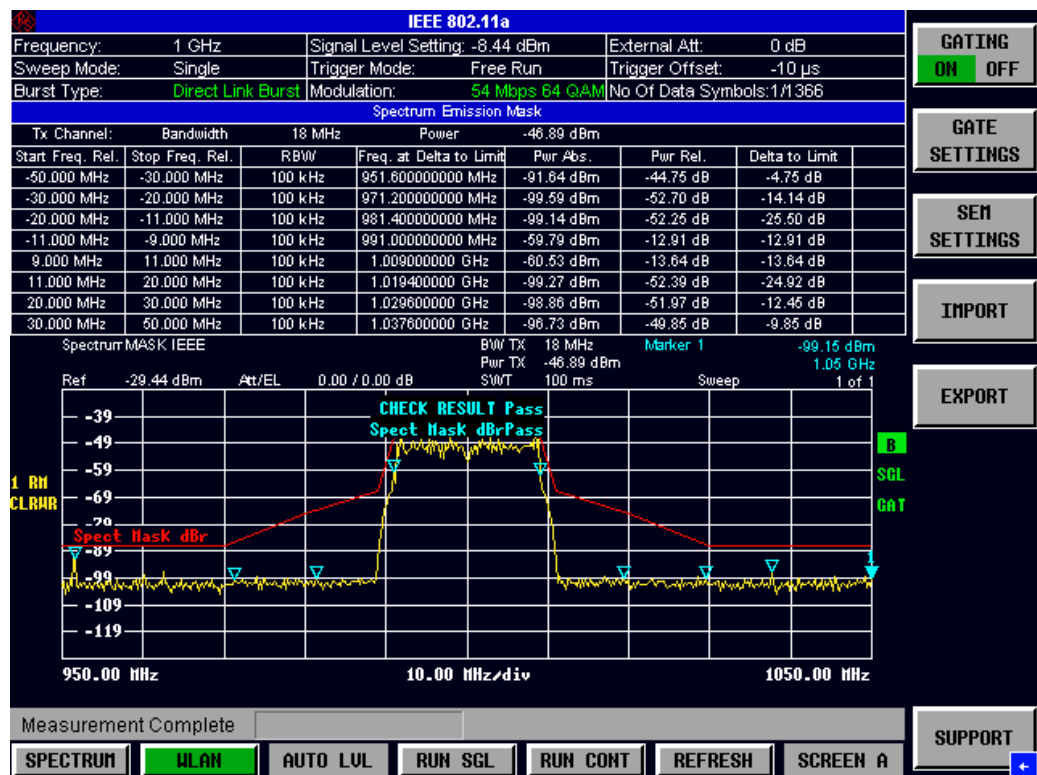 IEEE 802.11a
Frequency: 1 GHz Signal Level Setting: -8.44 dBm External Att: 0 dB
Sweep Mode: Single Trigger Mode: Free Run Trigger Offset: -10 µs
Burst Type: Direct Link Burst Modulation: 54 Mbps 64 QAM No Of Data Symbols:1/1366
Spectrum Emission Mask
Tx Channel: Bandwidth 18 MHz Power -46.89 dBm
Start Freq. Rel. Stop Freq. Rel. RBW Freq. at Delta to Limit Pwr Abs. Pwr Rel. Delta to Limit
-50.000 MHz -30.000 MHz 100 kHz 951.600000000 MHz -91.64 dBm -44.75 dB -4.75 dB
-30.000 MHz -20.000 MHz 100 kHz 971.200000000 MHz -99.59 dBm -52.70 dB -14.14 dB
-20.000 MHz -11.000 MHz 100 kHz 981.400000000 MHz -99.14 dBm -52.25 dB -25.50 dB
-11.000 MHz -9.000 MHz 100 kHz 991.000000000 MHz -59.79 dBm -12.91 dB -12.91 dB
9.000 MHz 11.000 MHz 100 kHz 1.009000000 GHz -60.53 dBm -13.64 dB -13.64 dB
11.000 MHz 20.000 MHz 100 kHz 1.019400000 GHz -99.27 dBm -52.39 dB -24.92 dB
20.000 MHz 30.000 MHz 100 kHz 1.029600000 GHz -98.86 dBm -51.97 dB -12.45 dB
30.000 MHz 50.000 MHz 100 kHz 1.037600000 GHz -96.73 dBm -49.85 dB -9.85 dB
Spectrum MASK IEEE BW TX 18 MHz Marker 1 -99.15 dBm
Pwr TX -46.89 dBm 1.05 GHz
Ref -29.44 dBm Att/EL 0.00 / 0.00 dB SWT 100 ms Sweep 1 of 1
CHECK RESULT Pass
-39
Spect Mask dBrPass
-49
B
-59
SGL
1 RM
CLRWR
-69
GAT
-79
Spect Mask dBr
-89
1
-99
-109
-119
950.00 MHz 10.00 MHz/div 1050.00 MHz
Measurement Complete
SPECTRUM WLAN AUTO LVL RUN SGL RUN CONT REFRESH SCREEN A
GATING
ON OFF
GATE
SETTINGS
SEM
SETTINGS
IMPORT
EXPORT
SUPPORT